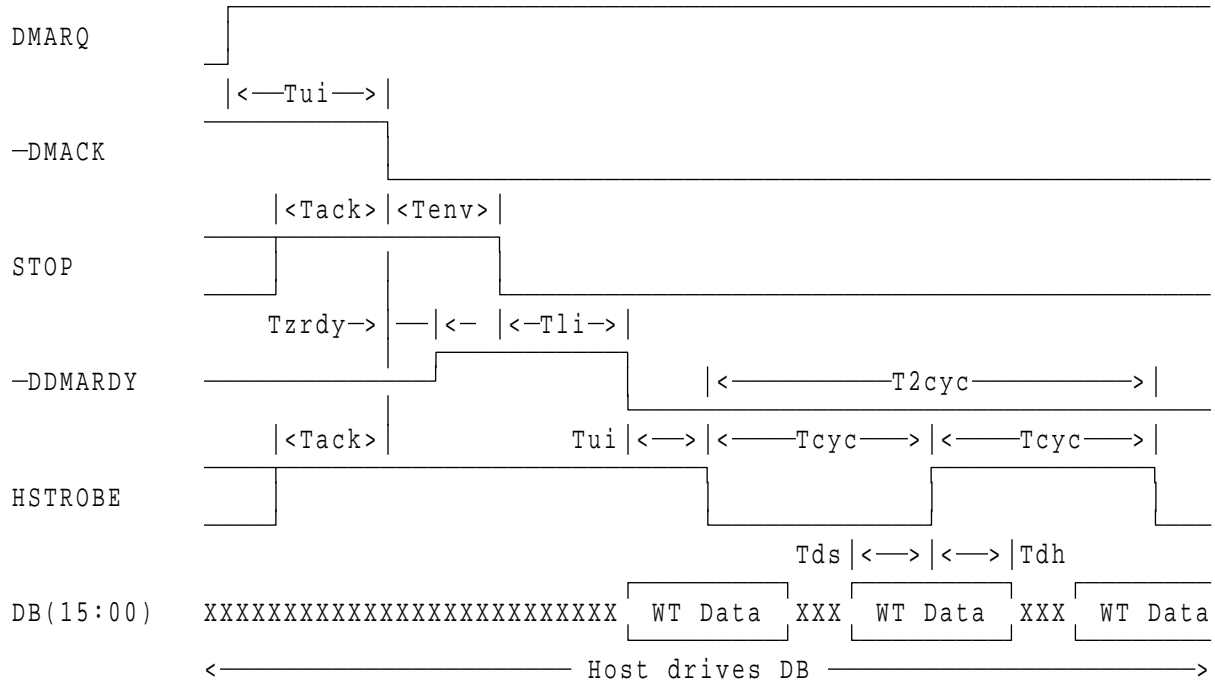 DMARQ
|<——Tui——>|
—DMACK
|<Tack>|<Tenv>|
STOP
Tzrdy—>|——|<— |<—Tli—>|
—DDMARDY |<————T2cyc————>|
|<Tack>| Tui|<——>|<———Tcyc———>|<———Tcyc———>|
HSTROBE
Tds|<——>|<——>|Tdh
DB(15:00) XXXXXXXXXXXXXXXXXXXXXXXXXX WT Data XXX WT Data XXX WT Data
<———————— Host drives DB ————————>